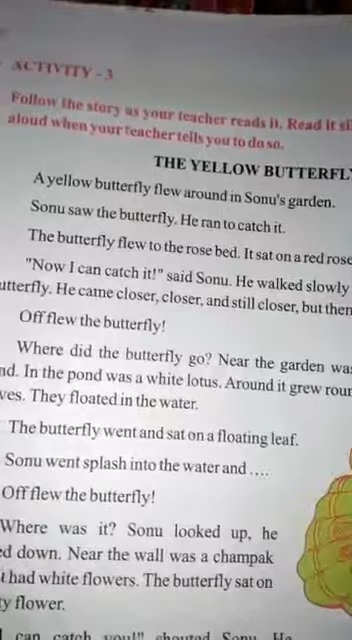 ACTIVITY - 3
Follow the story as your teacher reads it. Read it
aloud when your teacher tells you to do so.
THE YELLOW
A yellow butterfly flew around in Sonu's garden.
Sonu saw the butterfly. He ran to catch it.
The butterfly flew to the rose bed. It sat on a red rose
"Now I can catch it!" said Sonu. He walked slowly
He came closer, closer, and still closer, but then
Off flew the butterfly!
Where did the butterfly go? Near the garden
In the pond was a white lotus. Around it grew
They floated in the water.
The butterfly went and sat on a floating leaf.
Sonu went splash into the water and ....
Off flew the butterfly!
Where was it? Sonu looked up, he
down. Near the wall was a champak
had white flowers. The butterfly sat on
flower.
can catch you!" shouted Sonu. He